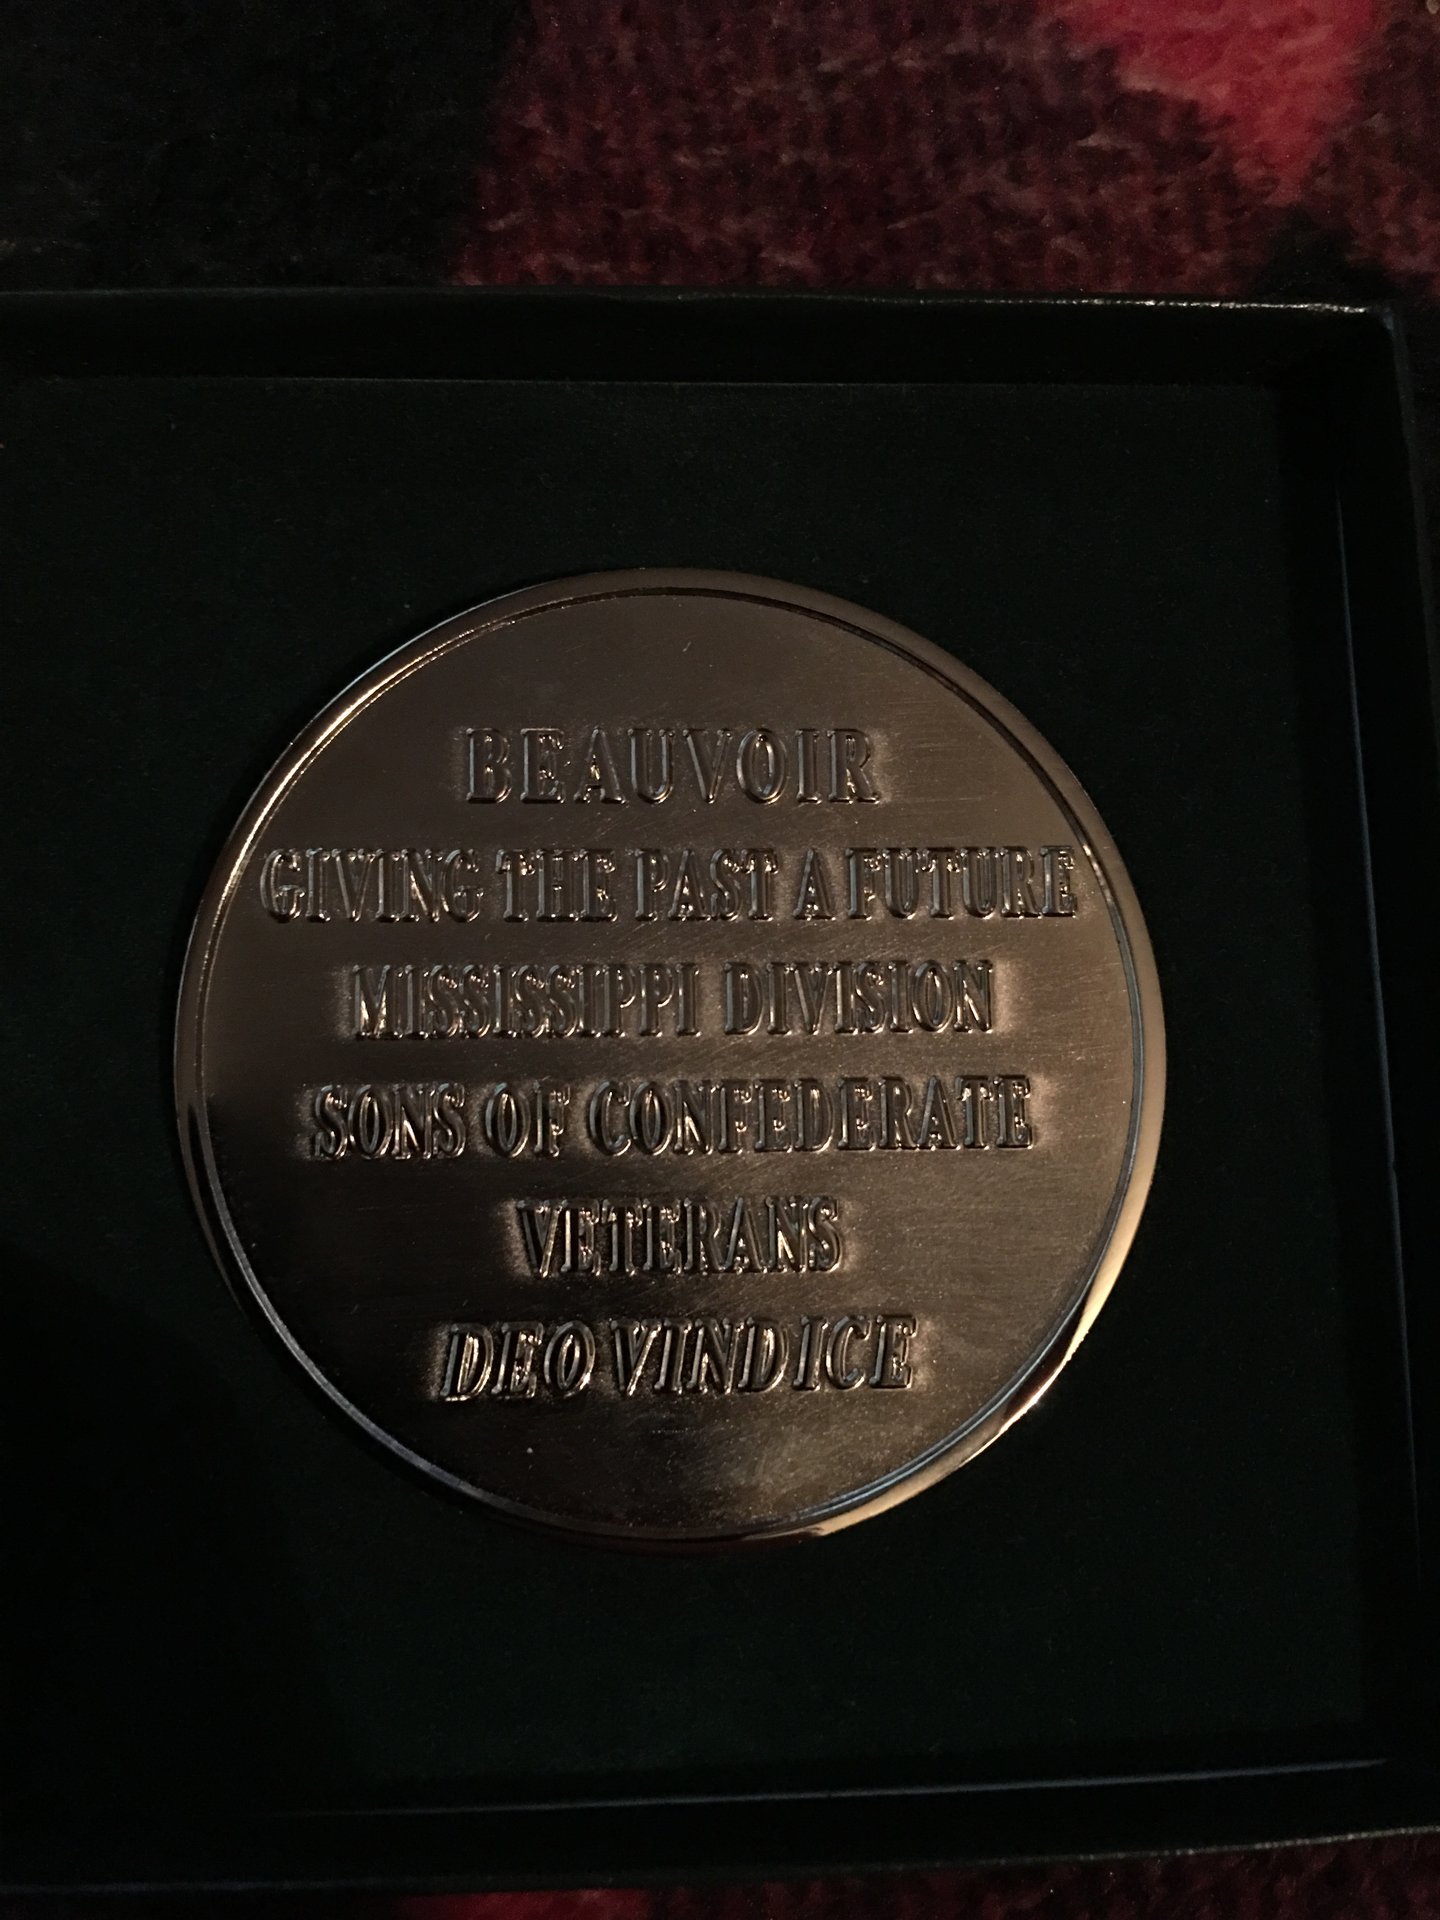 BEAUVOIR
GIVING THE PAST A FUTURE
MISSISSIPPI DIVISION
SONS OF CONFEDERATE
VETERANS
DEO VINDICE